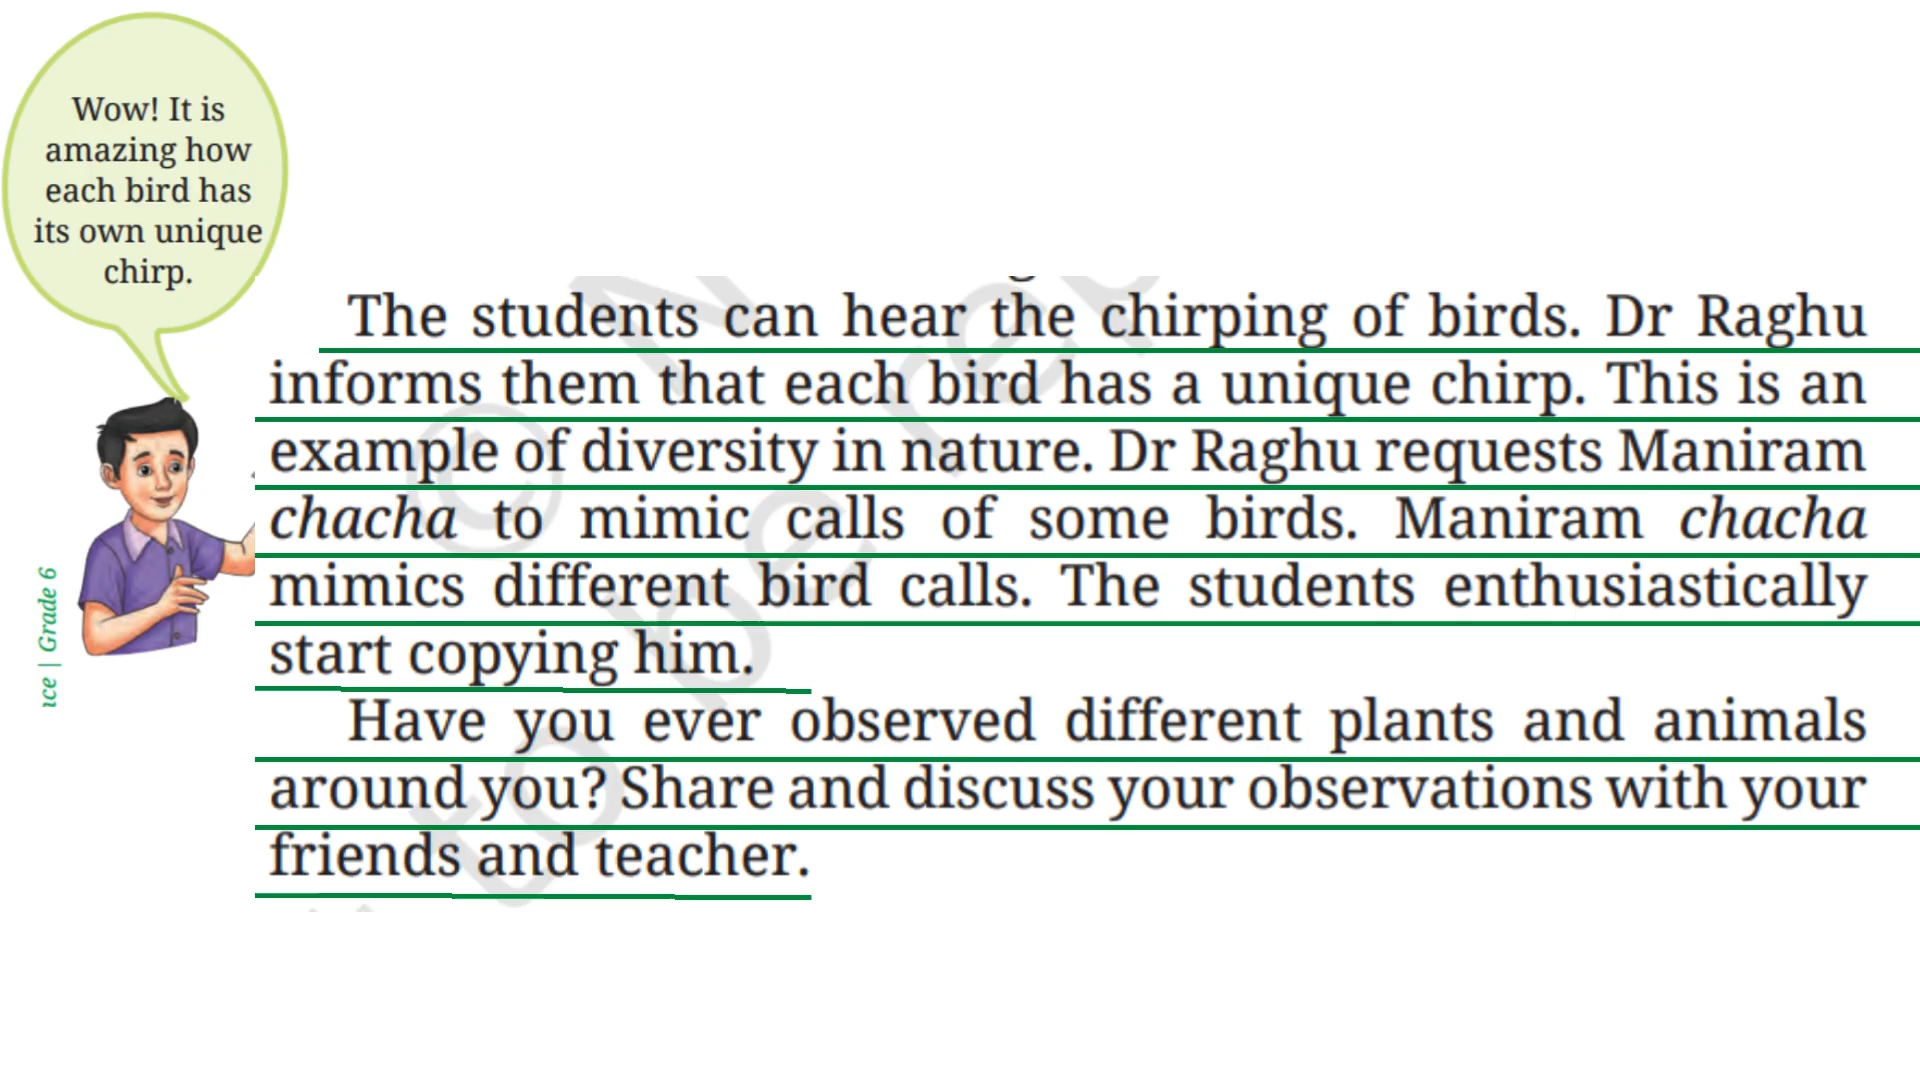 Wow! It is
amazing how
each bird has
its own unique
chirp.
The students can hear the chirping of birds. Dr Raghu
informs them that each bird has a unique chirp. This is an
example of diversity in nature. Dr Raghu requests Maniram
chacha to mimic calls of some birds. Maniram chacha
mimics different bird calls. The students enthusiastically
start copying him.
Have you ever observed different plants and animals
around you? Share and discuss your observations with your
friends and teacher.
| Grade 6
© N
to be rep